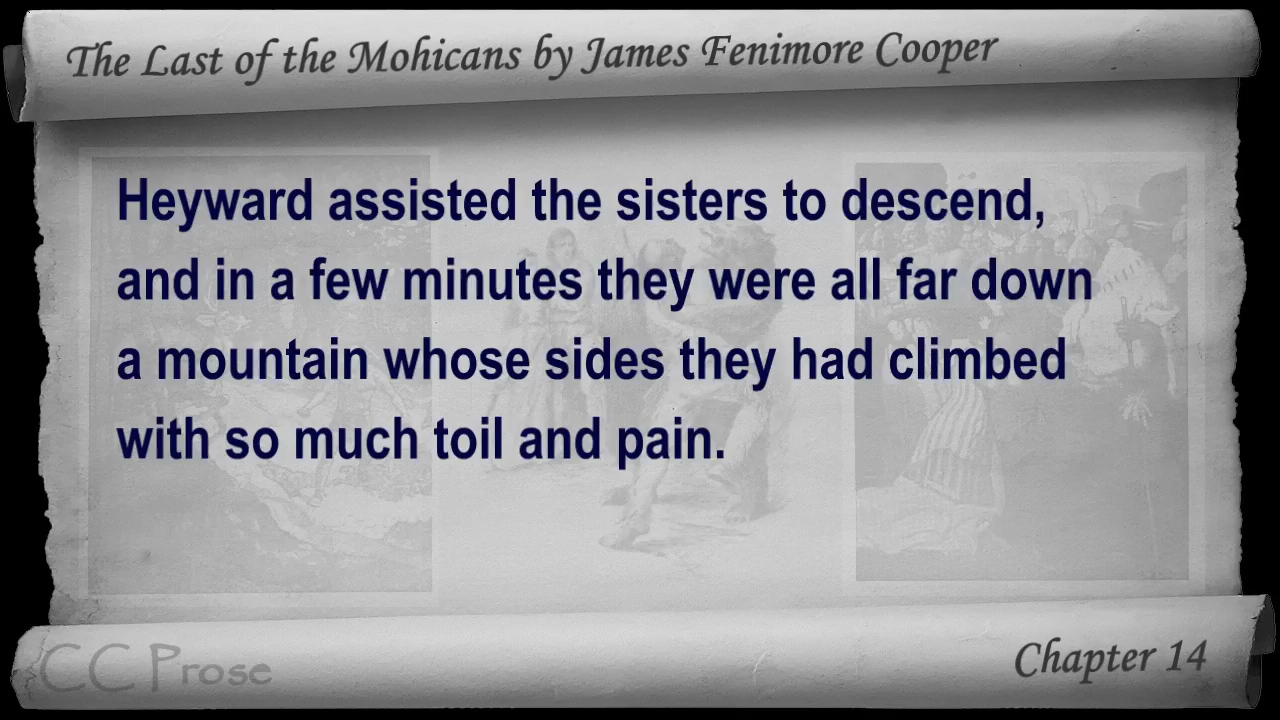 The Last of the Mohicans by James Fenimore Cooper
Heyward assisted the sisters to descend,
and in a few minutes they were all far down
a mountain whose sides they had climbed
with so much toil and pain.
CC Prose
Chapter 14